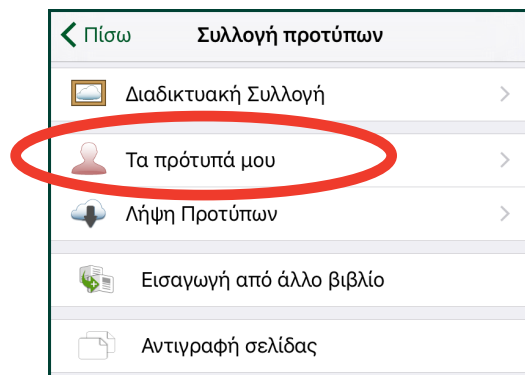 Πίσω Συλλογή προτύπων
Διαδικτυακή Συλλογή
Τα πρότυπά μου
Λήψη Προτύπων
Εισαγωγή από άλλο βιβλίο
Αντιγραφή σελίδας